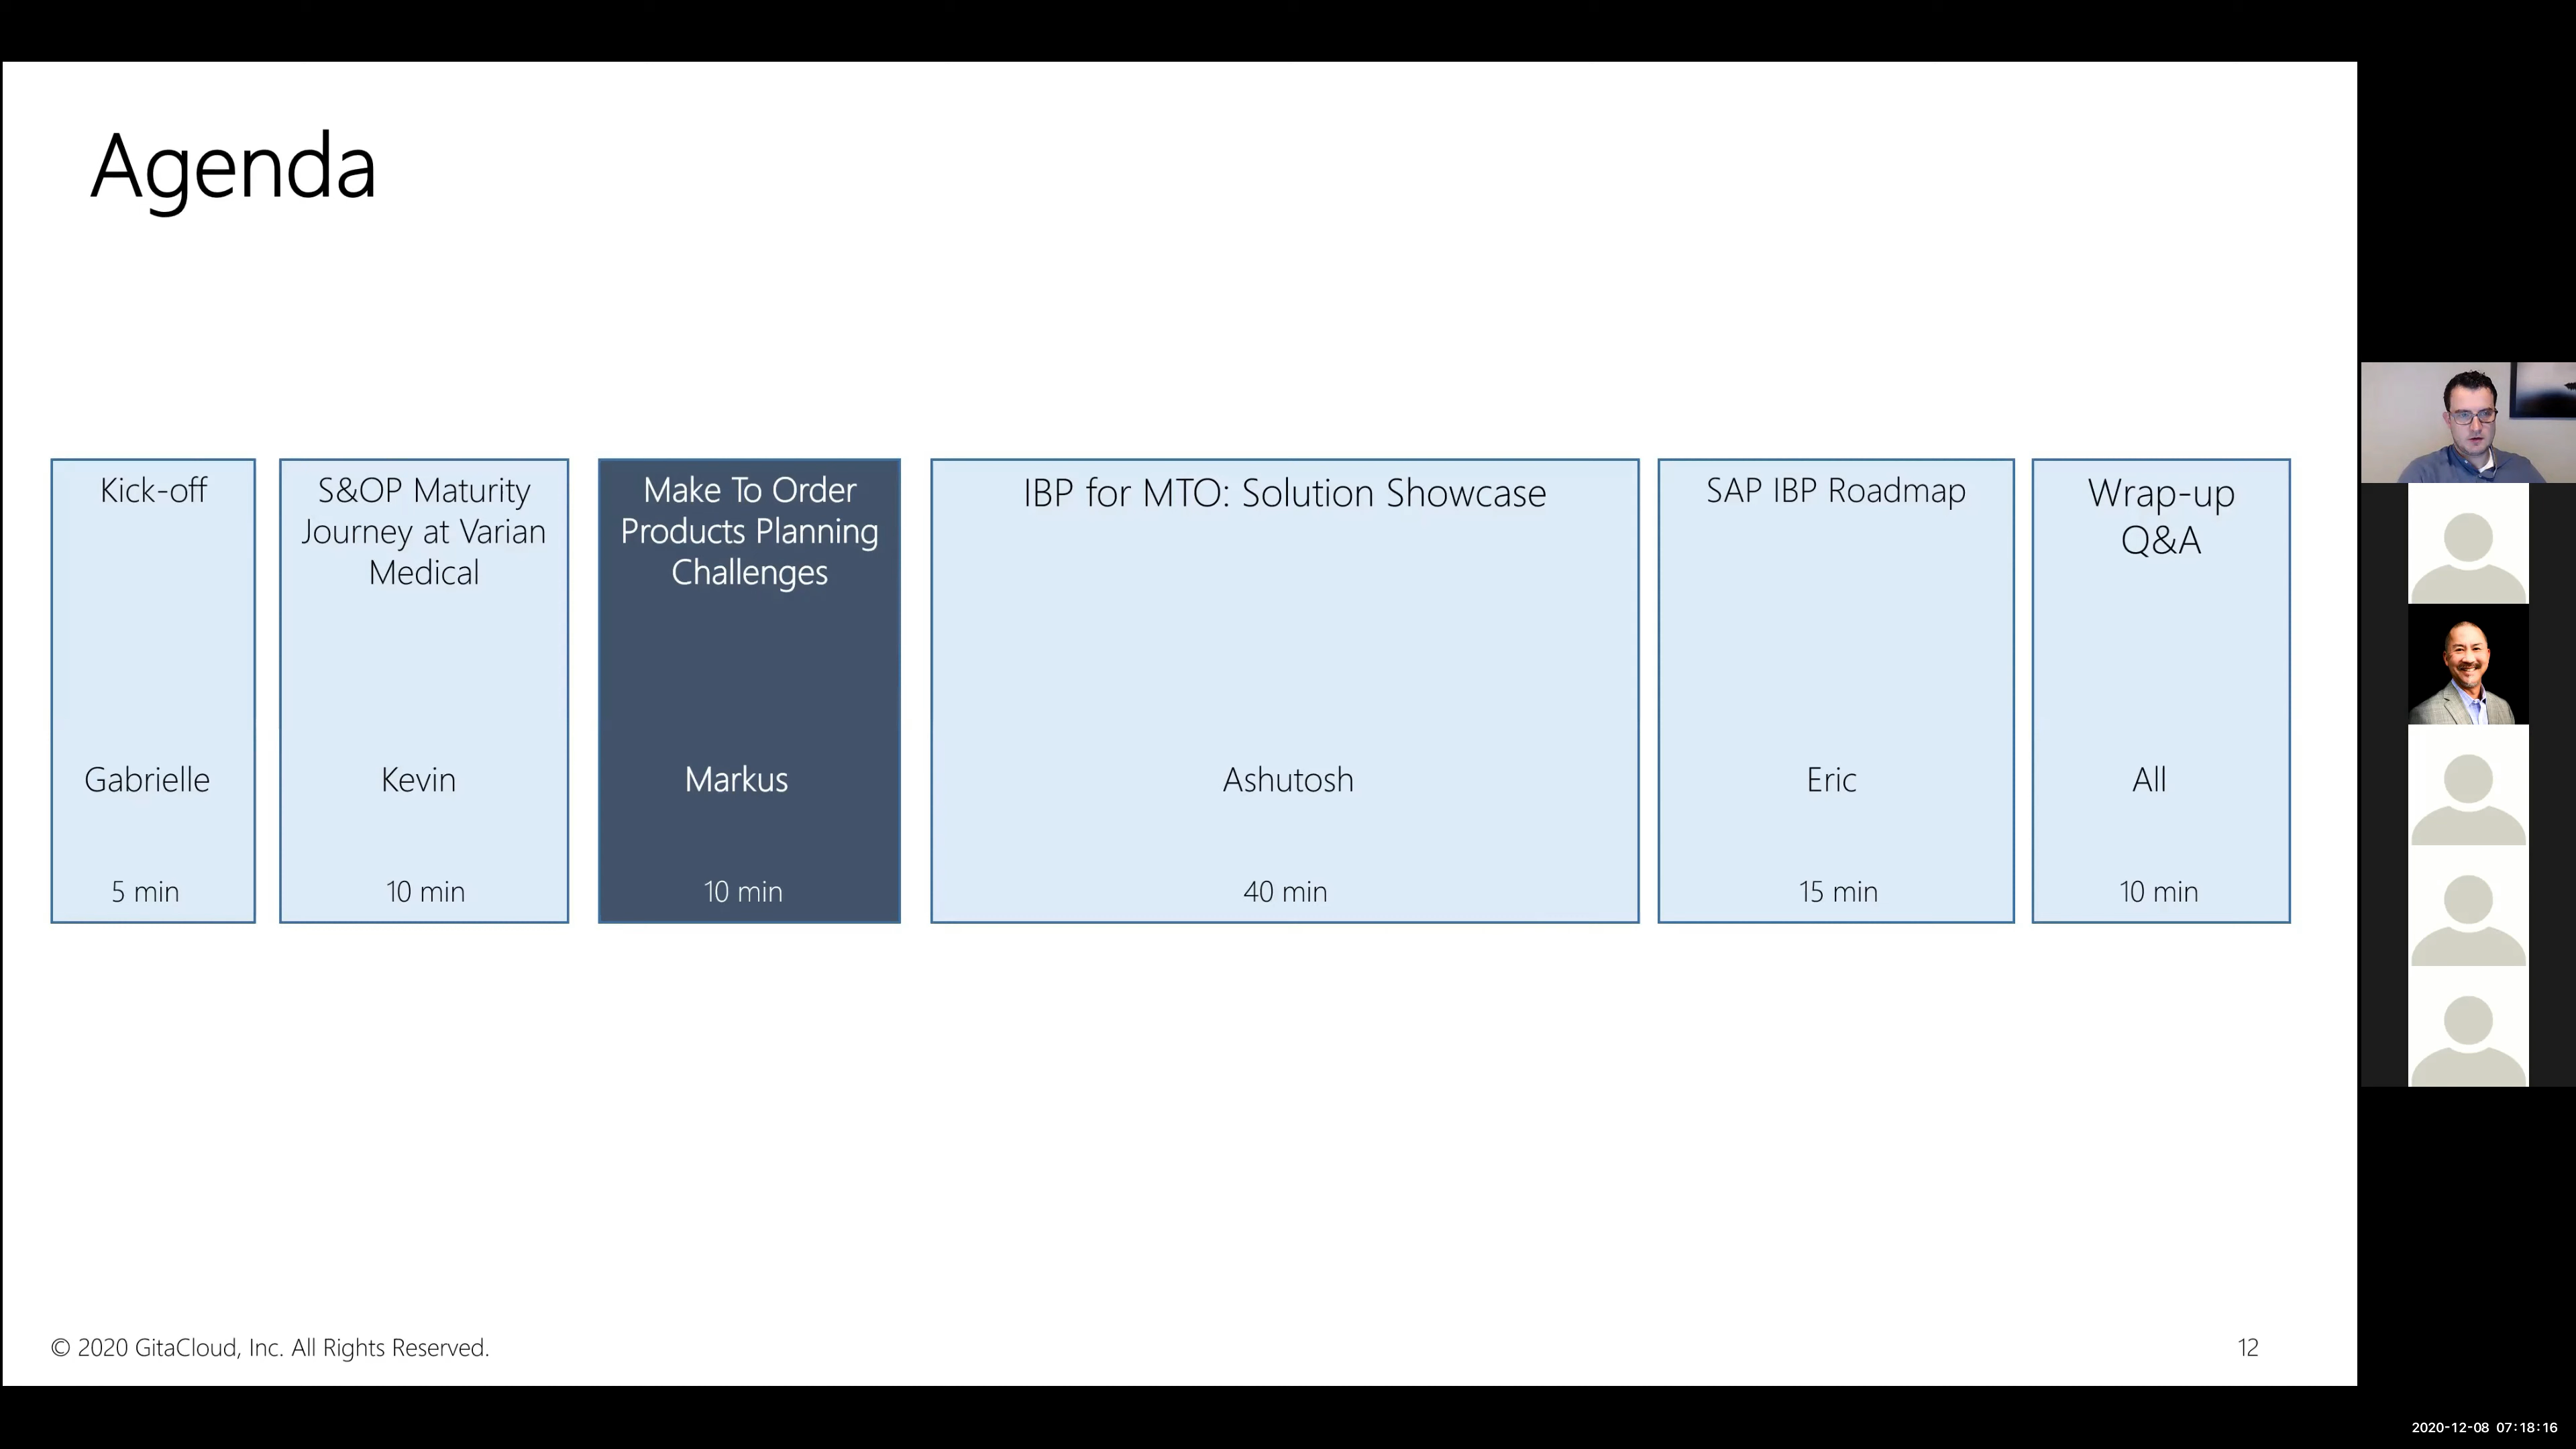 Agenda
Kick-off
Gabrielle
5 min
S&OP Maturity
Journey at Varian
Medical
Kevin
10 min
Make To Order
Products Planning
Challenges
Markus
10 min
IBP for MTO: Solution Showcase
Ashutosh
40 min
SAP IBP Roadmap
Eric
15 min
Wrap-up
Q&A
All
10 min
© 2020 GitaCloud, Inc. All Rights Reserved.
12
2020-12-08 07:18:16